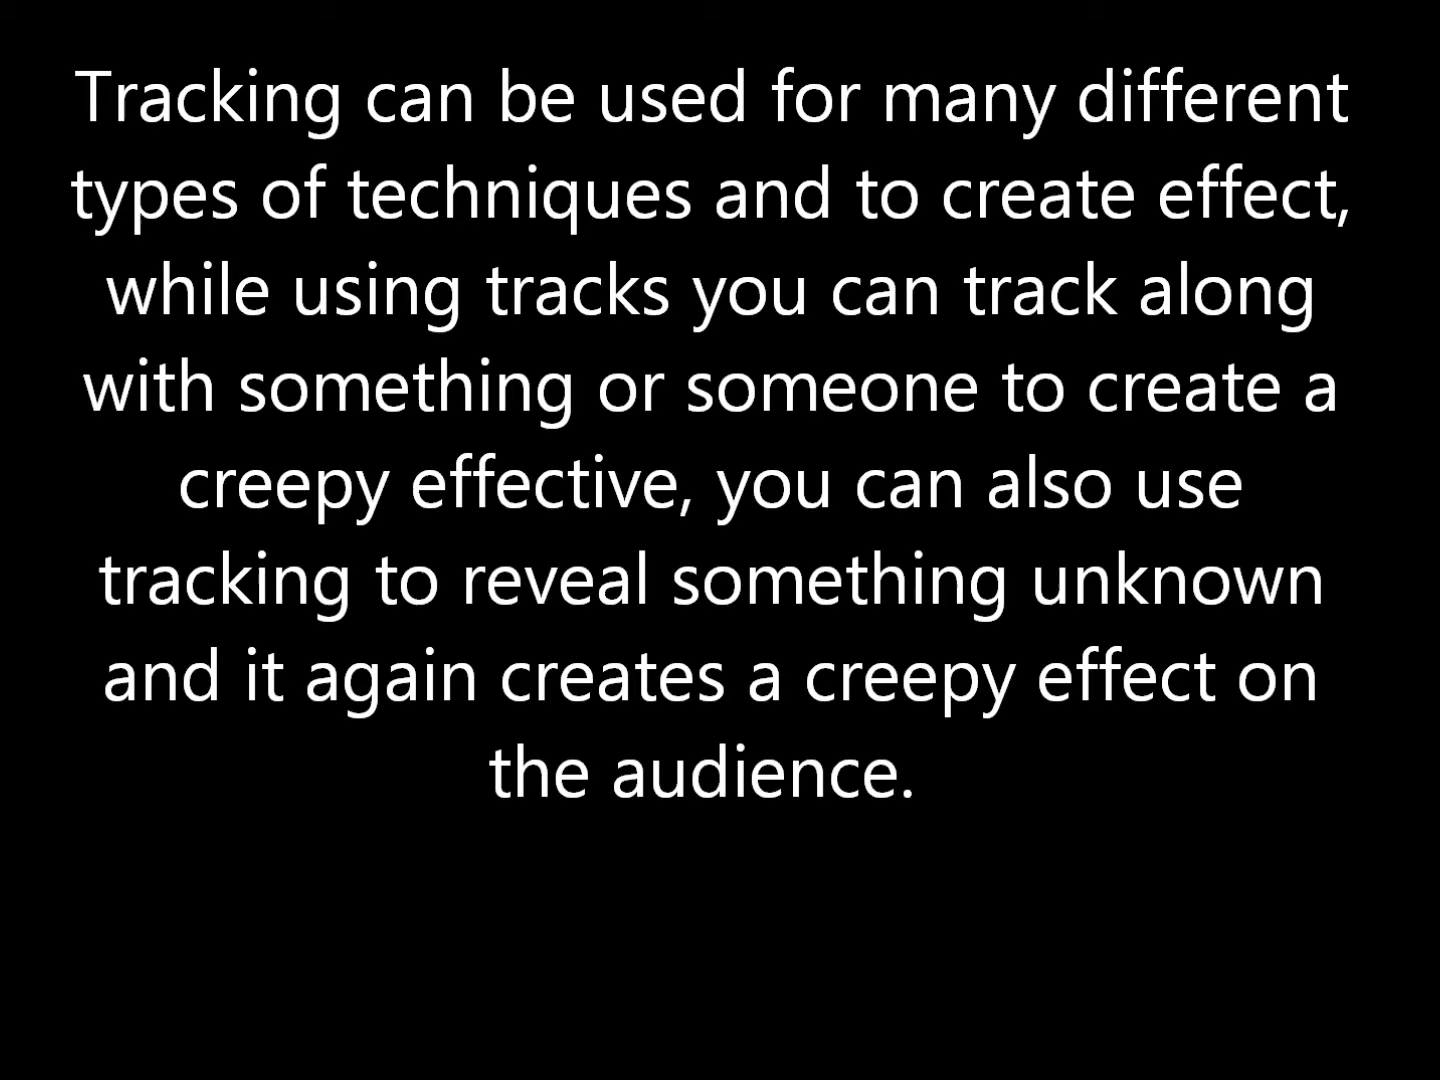 Tracking can be used for many different
types of techniques and to create effect,
while using tracks you can track along
with something or someone to create a
creepy effective, you can also use
tracking to reveal something unknown
and it again creates a creepy effect on
the audience.